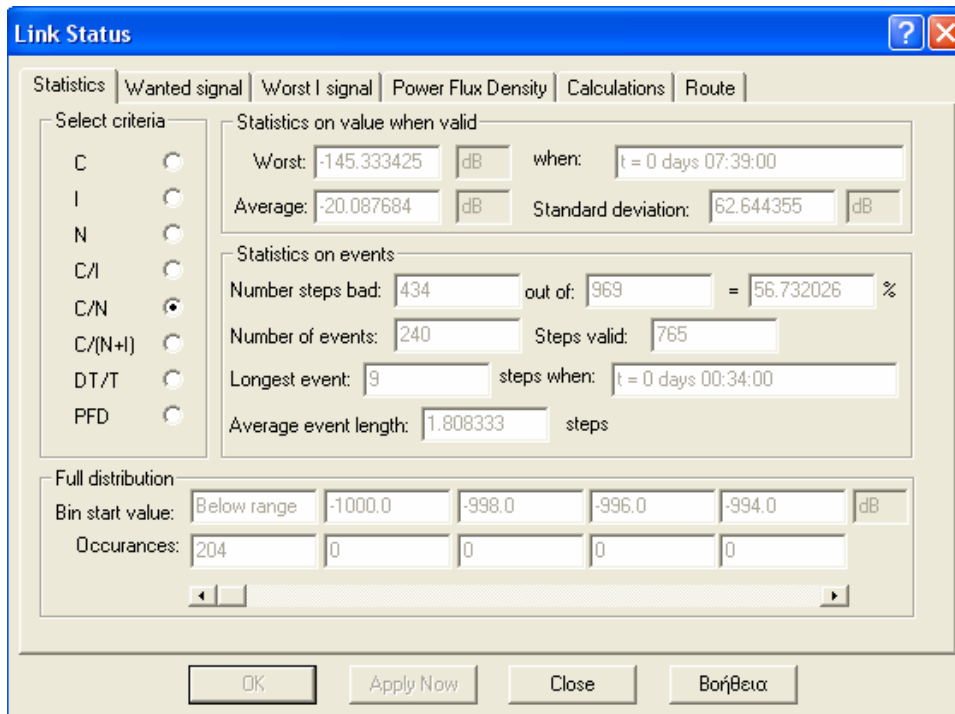 Link Status
Statistics Wanted signal Worst I signal Power Flux Density Calculations Route
Select criteria
C
I
N
C/I
C/N
C/(N+I)
DT/T
PFD
Statistics on value when valid
Worst: -145.333425 dB when: t = 0 days 07:39:00
Average: -20.087684 dB Standard deviation: 62.644355 dB
Statistics on events
Number steps bad: 434 out of: 969 = 56.732026 %
Number of events: 240 Steps valid: 765
Longest event: 9 steps when: t = 0 days 00:34:00
Average event length: 1.808333 steps
Full distribution
Bin start value: Below range -1000.0 -998.0 -996.0 -994.0 dB
Occurances: 204 0 0 0 0
OK Apply Now Close Βοήθεια